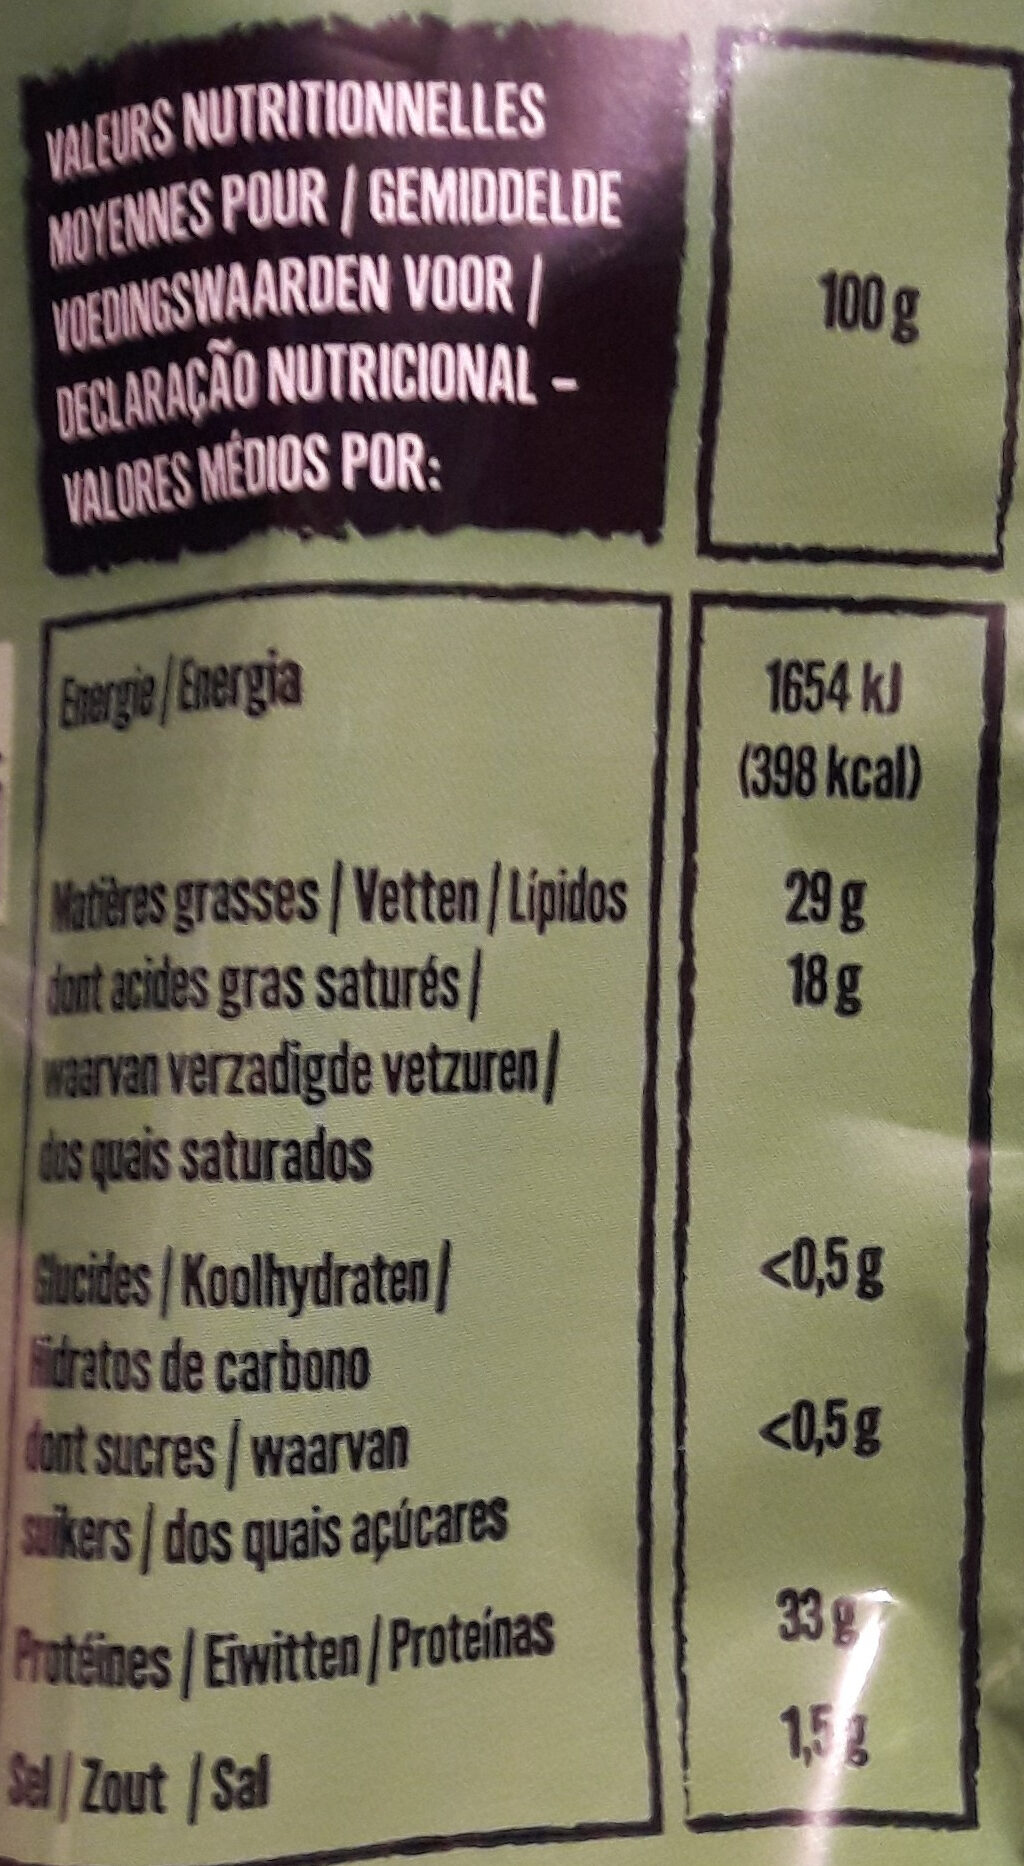 VALEURS NUTRITIONNELLES
MOYENNES POUR / GEMIDDELDE
VOEDINGSWAARDEN VOOR /
DECLARAÇÃO NUTRICIONAL -
VALORES MÉDIOS POR:
100 g
Energie / Energia
1654 kJ
(398 kcal)
Matières grasses / Vetten / Lípidos
29 g
dont acides gras saturés /
18 g
waarvan verzadigde vetzuren /
dos quais saturados
Glucides / Koolhydraten /
<0,5 g
Hidratos de carbono
dont sucres / waarvan
<0,5 g
suikers / dos quais açúcares
Protéines / Eiwitten / Proteínas
33 g
Sel / Zout / Sal
1,5 g